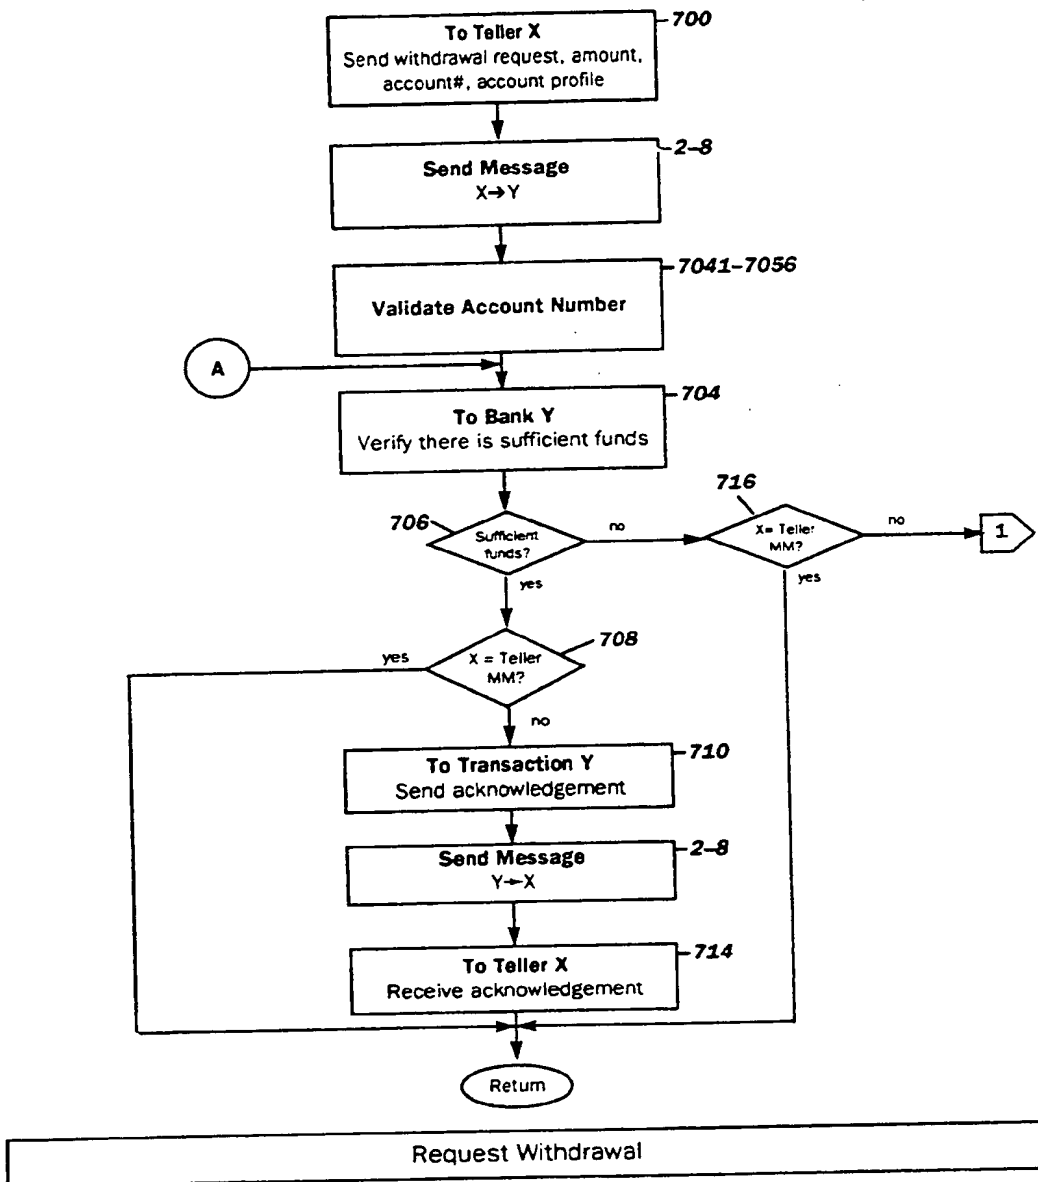 To Teller X
Send withdrawal request, amount,
account#, account profile
700
Send Message
X→Y
2-8
Validate Account Number
7041-7056
A
To Bank Y
Verify there is sufficient funds
704
706
Sufficient
funds?
no
716
X= Teller
MM?
no
1
yes
yes
708
X = Teller
MM?
yes
no
To Transaction Y
Send acknowledgement
710
Send Message
Y→X
2-8
To Teller X
Receive acknowledgement
714
Return
Request Withdrawal